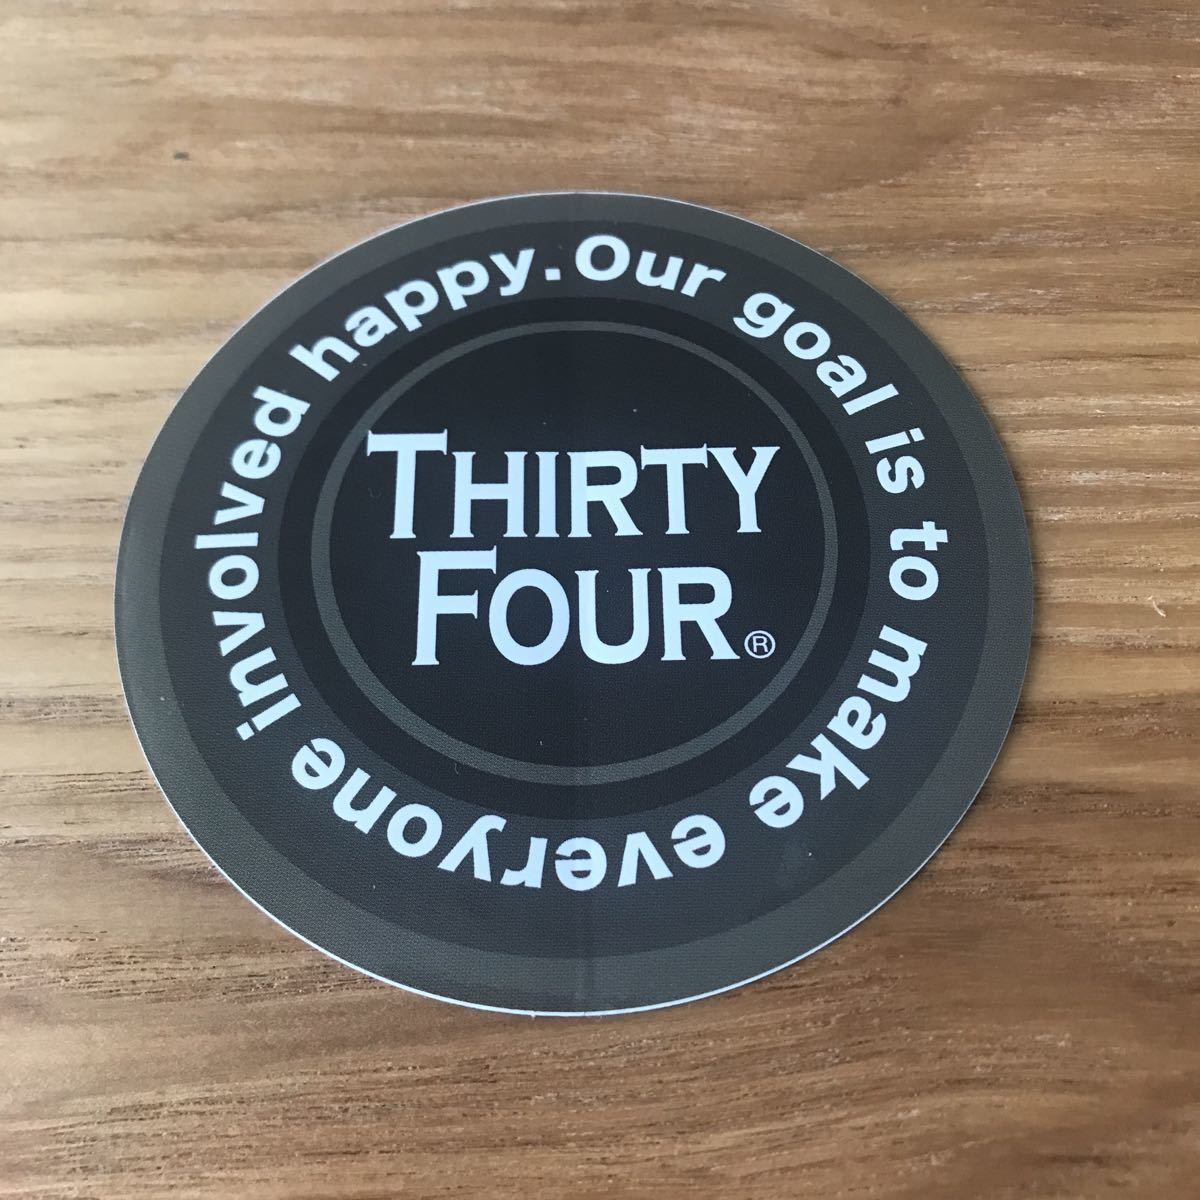 THIRTY
FOUR®
Our goal is to make everyone involved happy.